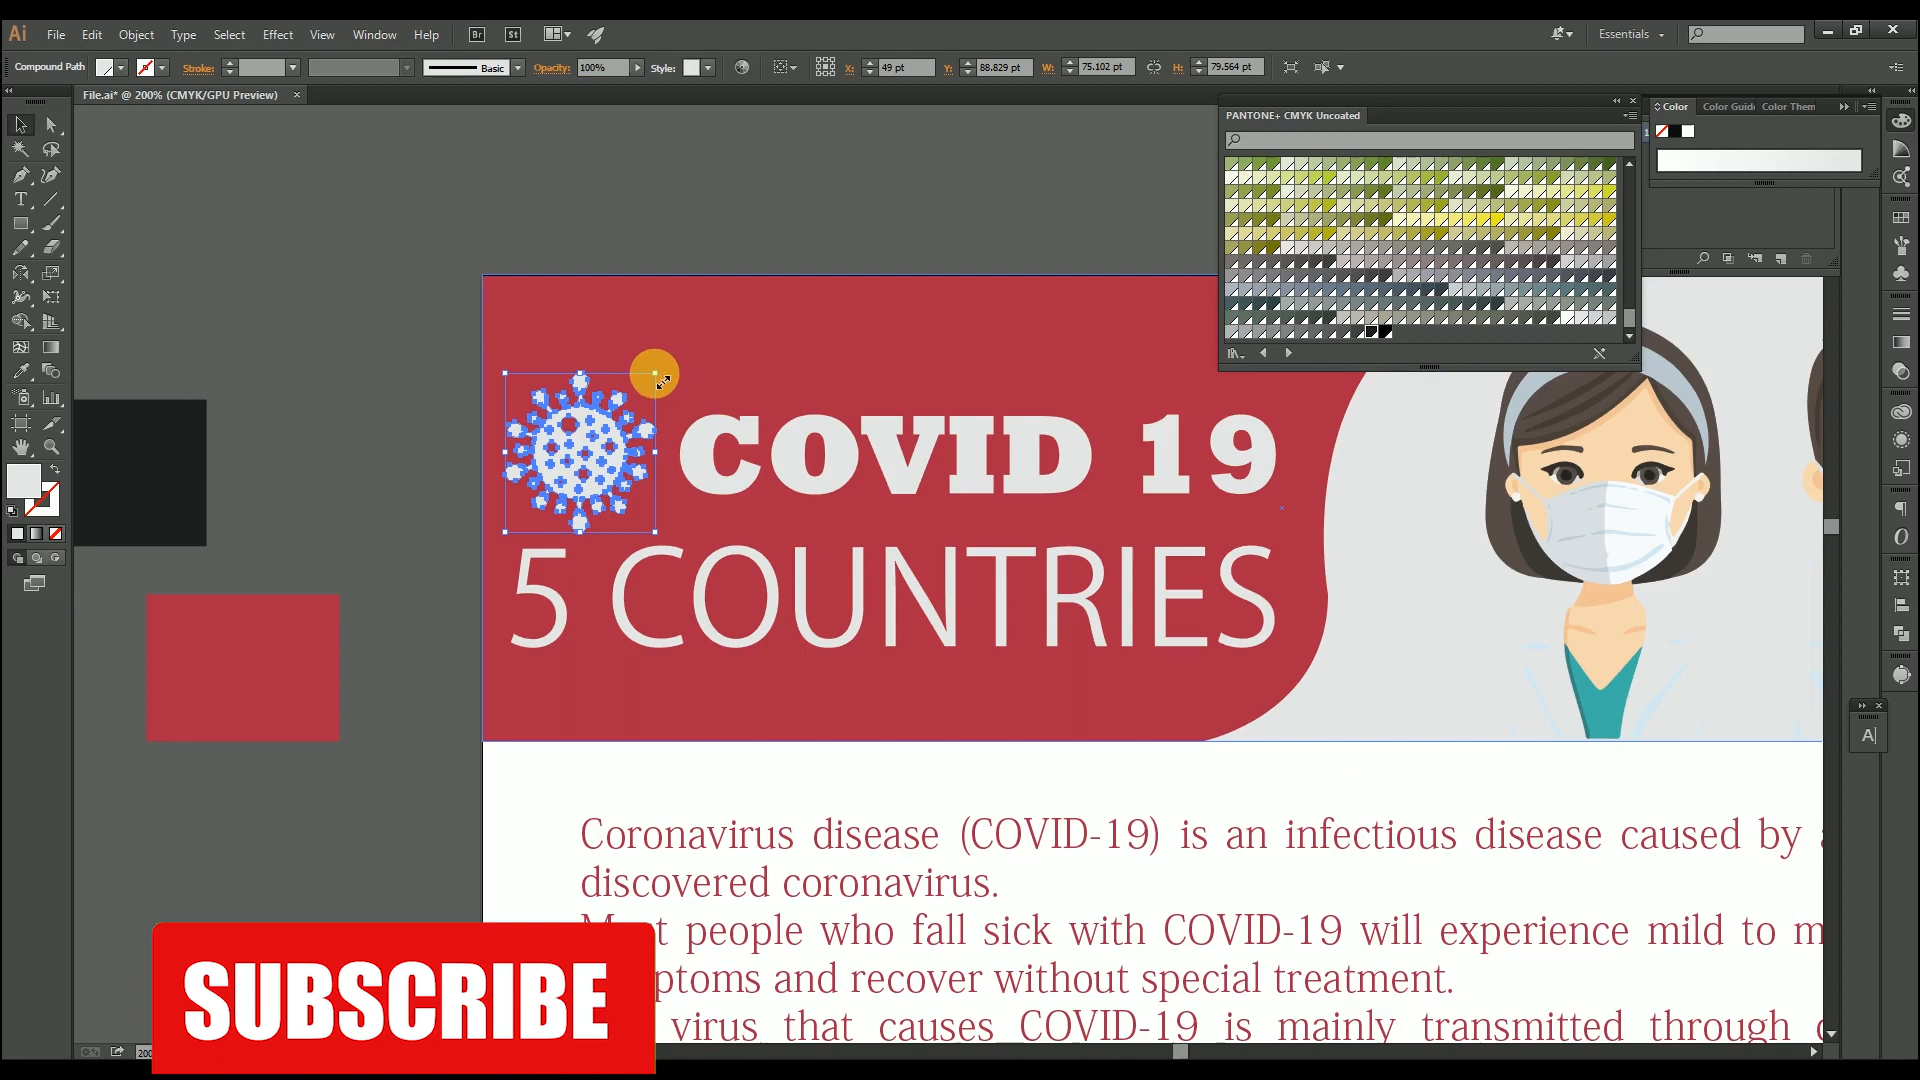 Ai File Edit Object Type Select Effect View Window Help Br St Essentials
Compound Path Stroke: Basic Opacity: 100% Style: X: 49 pt Y: 88.829 pt W: 75.102 pt H: 79.564 pt
File.ai* @ 200% (CMYK/GPU Preview)
PANTONE+ CMYK Uncoated
Color Color Guide Color Them
COVID 19
5 COUNTRIES
Coronavirus disease (COVID-19) is an infectious disease caused by
discovered coronavirus.
people who fall sick with COVID-19 will experience mild to
and recover without special treatment.
virus that causes COVID-19 is mainly transmitted through
SUBSCRIBE
A